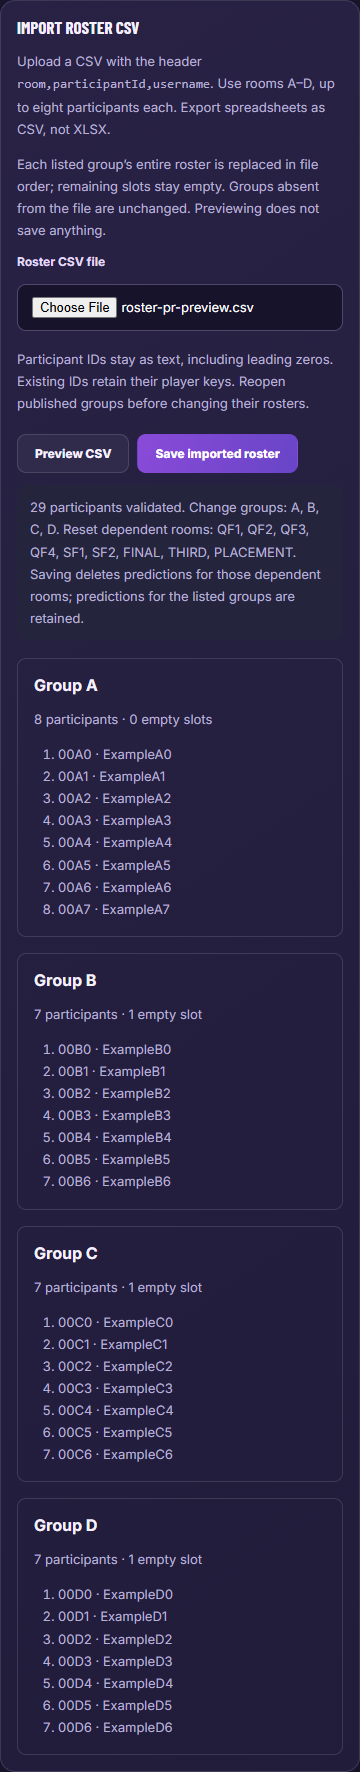 IMPORT ROSTER CSV
Upload a CSV with the header
room,participantId,username. Use rooms A–D, up
to eight participants each. Export spreadsheets as
CSV, not XLSX.
Each listed group's entire roster is replaced in file
order; remaining slots stay empty. Groups absent
from the file are unchanged. Previewing does not
save anything.
Roster CSV file
Choose File roster-pr-preview.csv
Participant IDs stay as text, including leading zeros.
Existing IDs retain their player keys. Reopen
published groups before changing their rosters.
Preview CSV Save imported roster
29 participants validated. Change groups: A, B,
C, D. Reset dependent rooms: QF1, QF2, QF3,
QF4, SF1, SF2, FINAL, THIRD, PLACEMENT.
Saving deletes predictions for those dependent
rooms; predictions for the listed groups are
retained.
Group A
8 participants · 0 empty slots
1. 00A0 · ExampleA0
2. 00A1 · ExampleA1
3. 00A2 · ExampleA2
4. 00A3 · ExampleA3
5. 00A4 · ExampleA4
6. 00A5 · ExampleA5
7. 00A6 · ExampleA6
8. 00A7 · ExampleA7
Group B
7 participants · 1 empty slot
1. 00B0 · ExampleB0
2. 00B1 · ExampleB1
3. 00B2 · ExampleB2
4. 00B3 · ExampleB3
5. 00B4 · ExampleB4
6. 00B5 · ExampleB5
7. 00B6 · ExampleB6
Group C
7 participants · 1 empty slot
1. 00C0 · ExampleC0
2. 00C1 · ExampleC1
3. 00C2 · ExampleC2
4. 00C3 · ExampleC3
5. 00C4 · ExampleC4
6. 00C5 · ExampleC5
7. 00C6 · ExampleC6
Group D
7 participants · 1 empty slot
1. 00D0 · ExampleD0
2. 00D1 · ExampleD1
3. 00D2 · ExampleD2
4. 00D3 · ExampleD3
5. 00D4 · ExampleD4
6. 00D5 · ExampleD5
7. 00D6 · ExampleD6